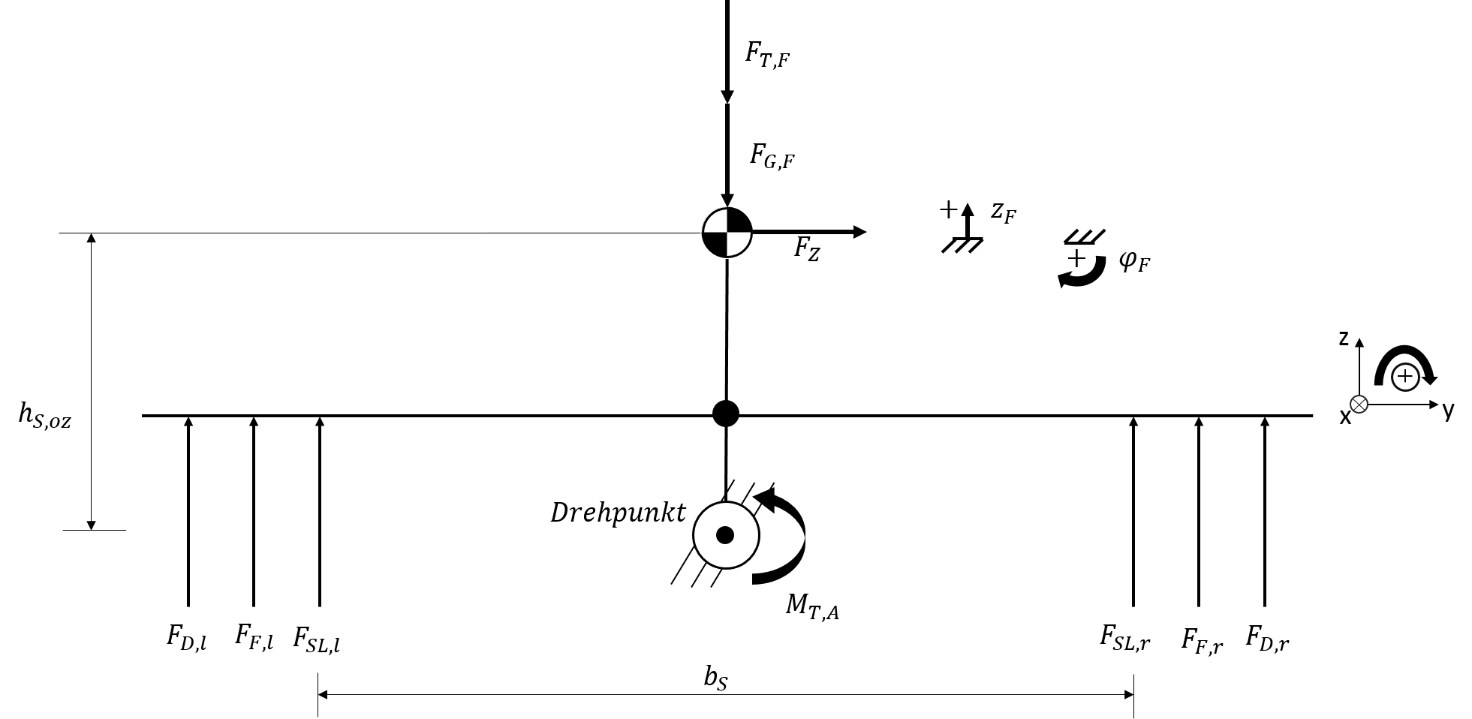 F_{T,F}
F_{G,F}
F_Z
+ z_F
+ φ_F
z
+
x y
h_{S,oz}
Drehpunkt
M_{T,A}
F_{D,l} F_{F,l} F_{SL,l} F_{SL,r} F_{F,r} F_{D,r}
b_S